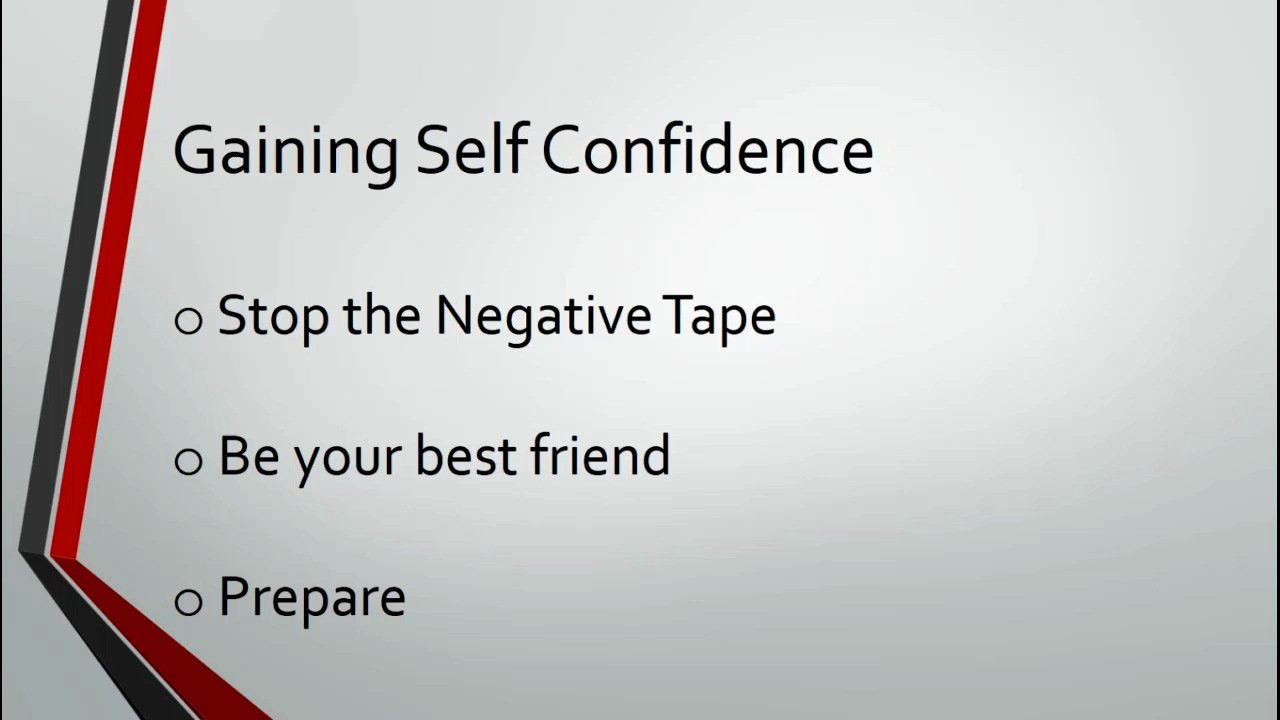 Gaining Self Confidence
o Stop the Negative Tape
o Be your best friend
o Prepare